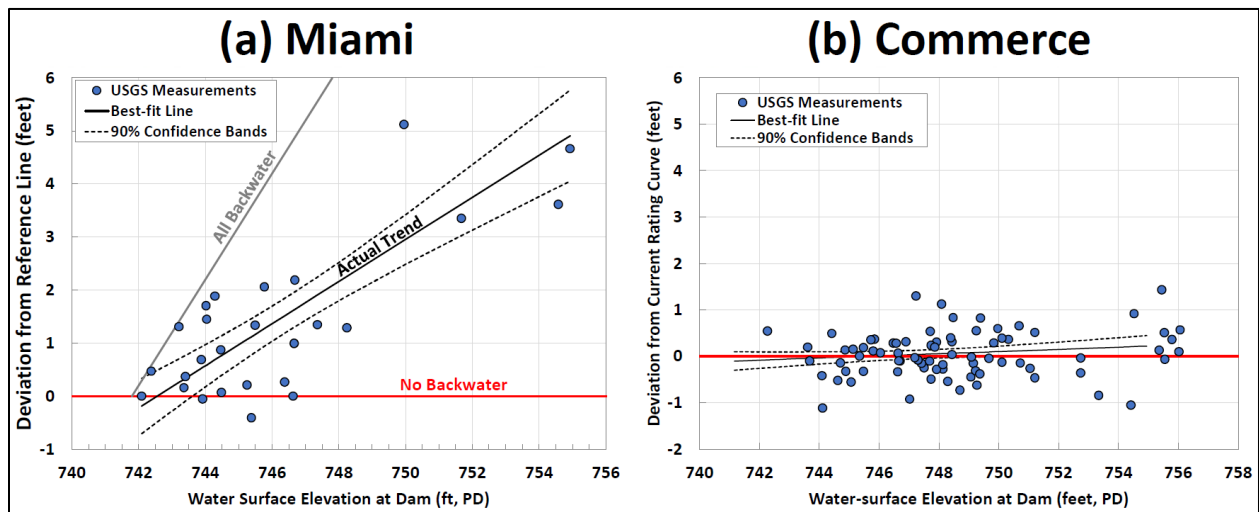 (a) Miami
Deviation from Reference Line (feet)
6
5
4
3
2
1
0
-1
USGS Measurements
Best-fit Line
90% Confidence Bands
All Backwater
Actual Trend
No Backwater
740 742 744 746 748 750 752 754 756
Water Surface Elevation at Dam (ft, PD)
(b) Commerce
Deviation from Current Rating Curve (feet)
6
5
4
3
2
1
0
-1
-2
USGS Measurements
Best-fit Line
90% Confidence Bands
740 742 744 746 748 750 752 754 756 758
Water-surface Elevation at Dam (feet, PD)